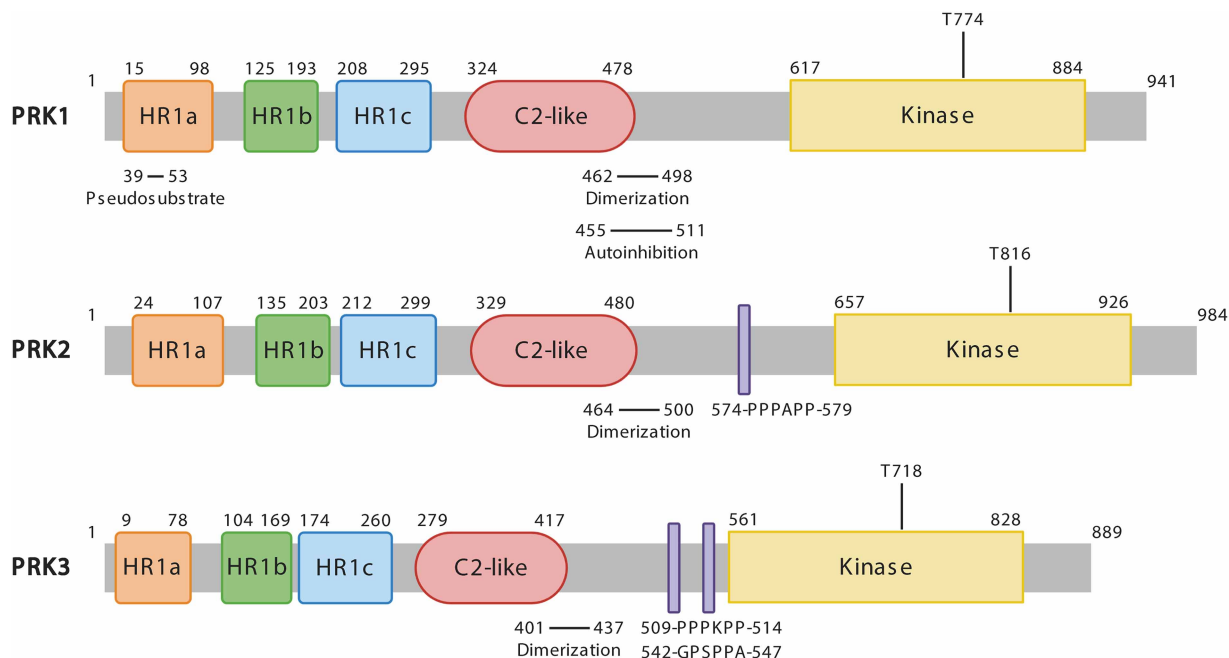 T774
1 15 98 125 193 208 295 324 478 617 884 941
PRK1 HR1a HR1b HR1c C2-like Kinase
39 53 462 498
Pseudosubstrate Dimerization
455 511
Autoinhibition
T816
1 24 107 135 203 212 299 329 480 657 926 984
PRK2 HR1a HR1b HR1c C2-like Kinase
464 500 574-PPPAPP-579
Dimerization
T718
1 9 78 104 169 174 260 279 417 561 828 889
PRK3 HR1a HR1b HR1c C2-like Kinase
401 437 509-PPPKPP-514
Dimerization 542-GPSPPA-547